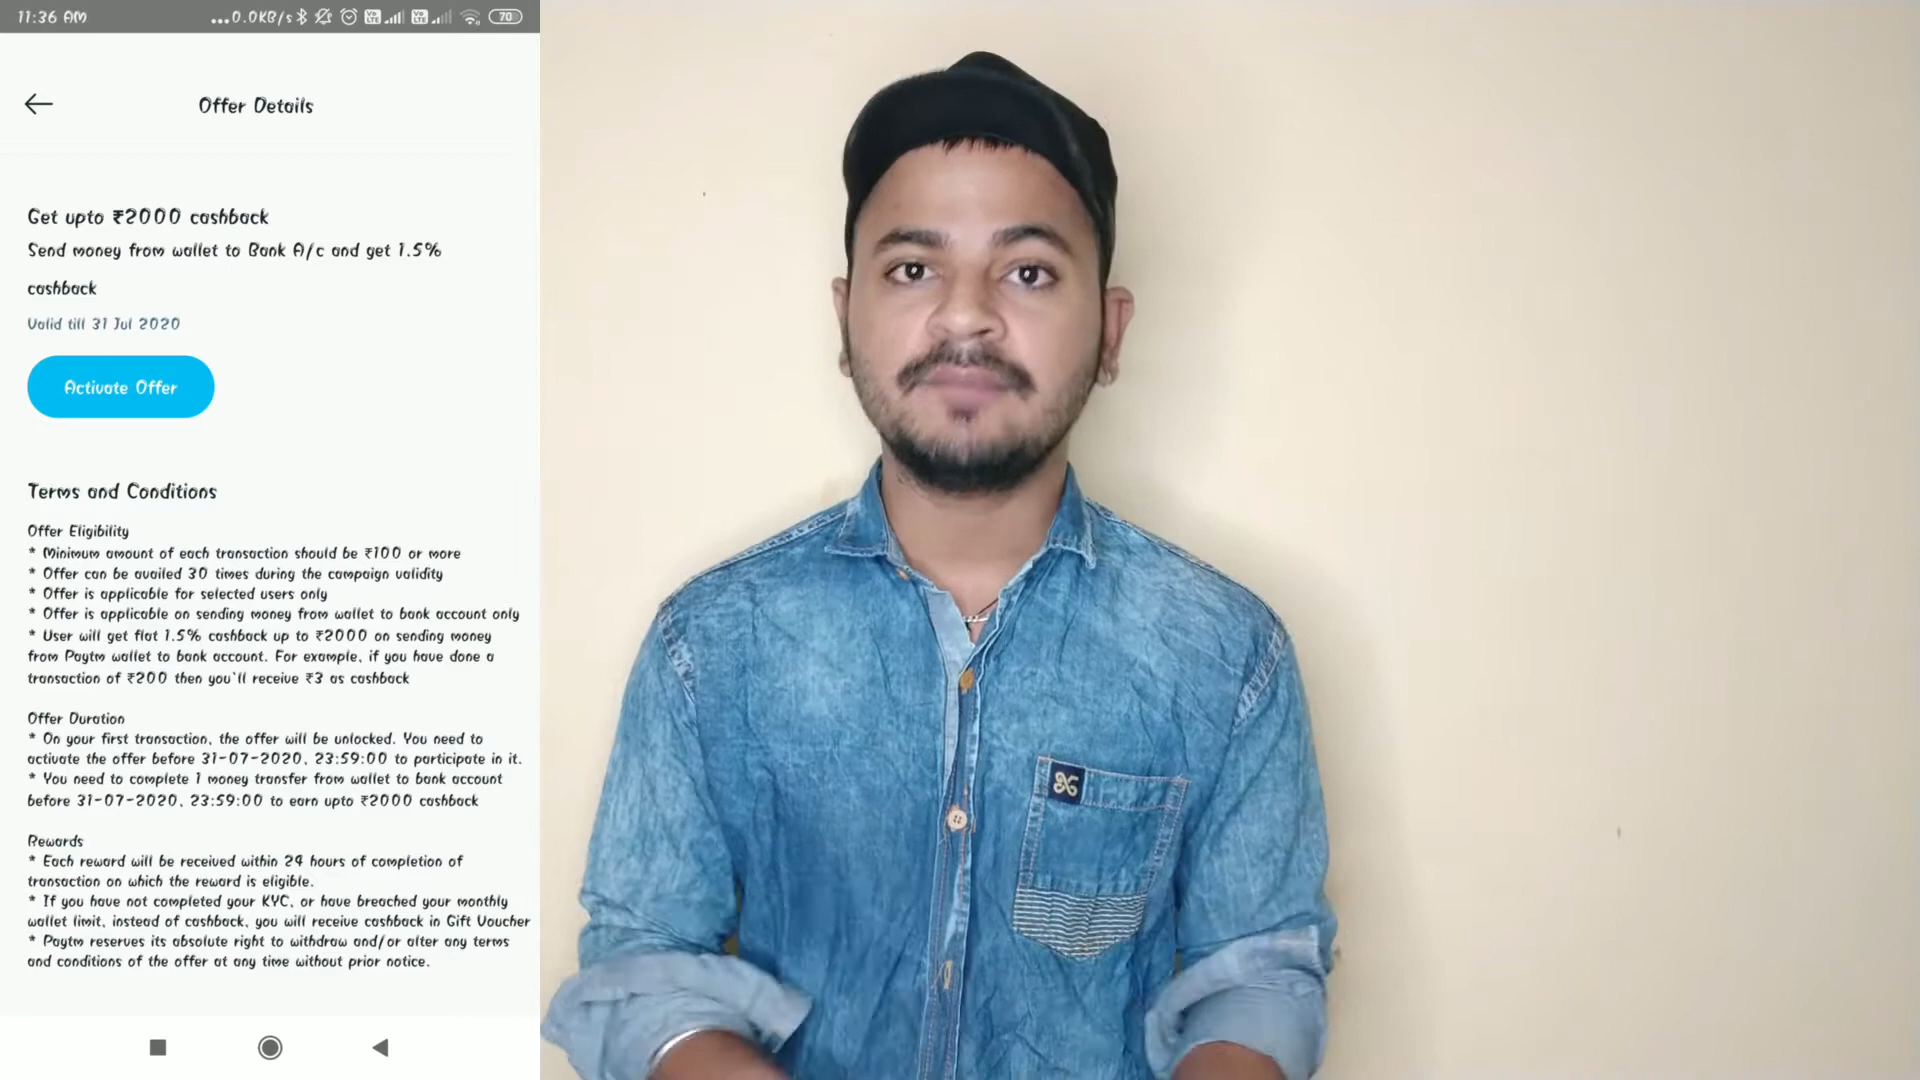 11:36 AM
...0.0KB/s
70
Offer Details
Get upto ₹2000 cashback
Send money from wallet to Bank A/c and get 1.5%
cashback
Valid till 31 Jul 2020
Activate Offer
Terms and Conditions
Offer Eligibility
* Minimum amount of each transaction should be ₹100 or more
* Offer can be availed 30 times during the campaign validity
* Offer is applicable for selected users only
* Offer is applicable on sending money from wallet to bank account only
* User will get flat 1.5% cashback up to ₹2000 on sending money
from Paytm wallet to bank account. For example, if you have done a
transaction of ₹200 then you'll receive ₹3 as cashback
Offer Duration
* On your first transaction, the offer will be unlocked. You need to
activate the offer before 31-07-2020, 23:59:00 to participate in it.
* You need to complete 1 money transfer from wallet to bank account
before 31-07-2020, 23:59:00 to earn upto ₹2000 cashback
Rewards
* Each reward will be received within 24 hours of completion of
transaction on which the reward is eligible.
* If you have not completed your KYC, or have breached your monthly
wallet limit, instead of cashback, you will receive cashback in Gift Voucher
* Paytm reserves its absolute right to withdraw and/or alter any terms
and conditions of the offer at any time without prior notice.